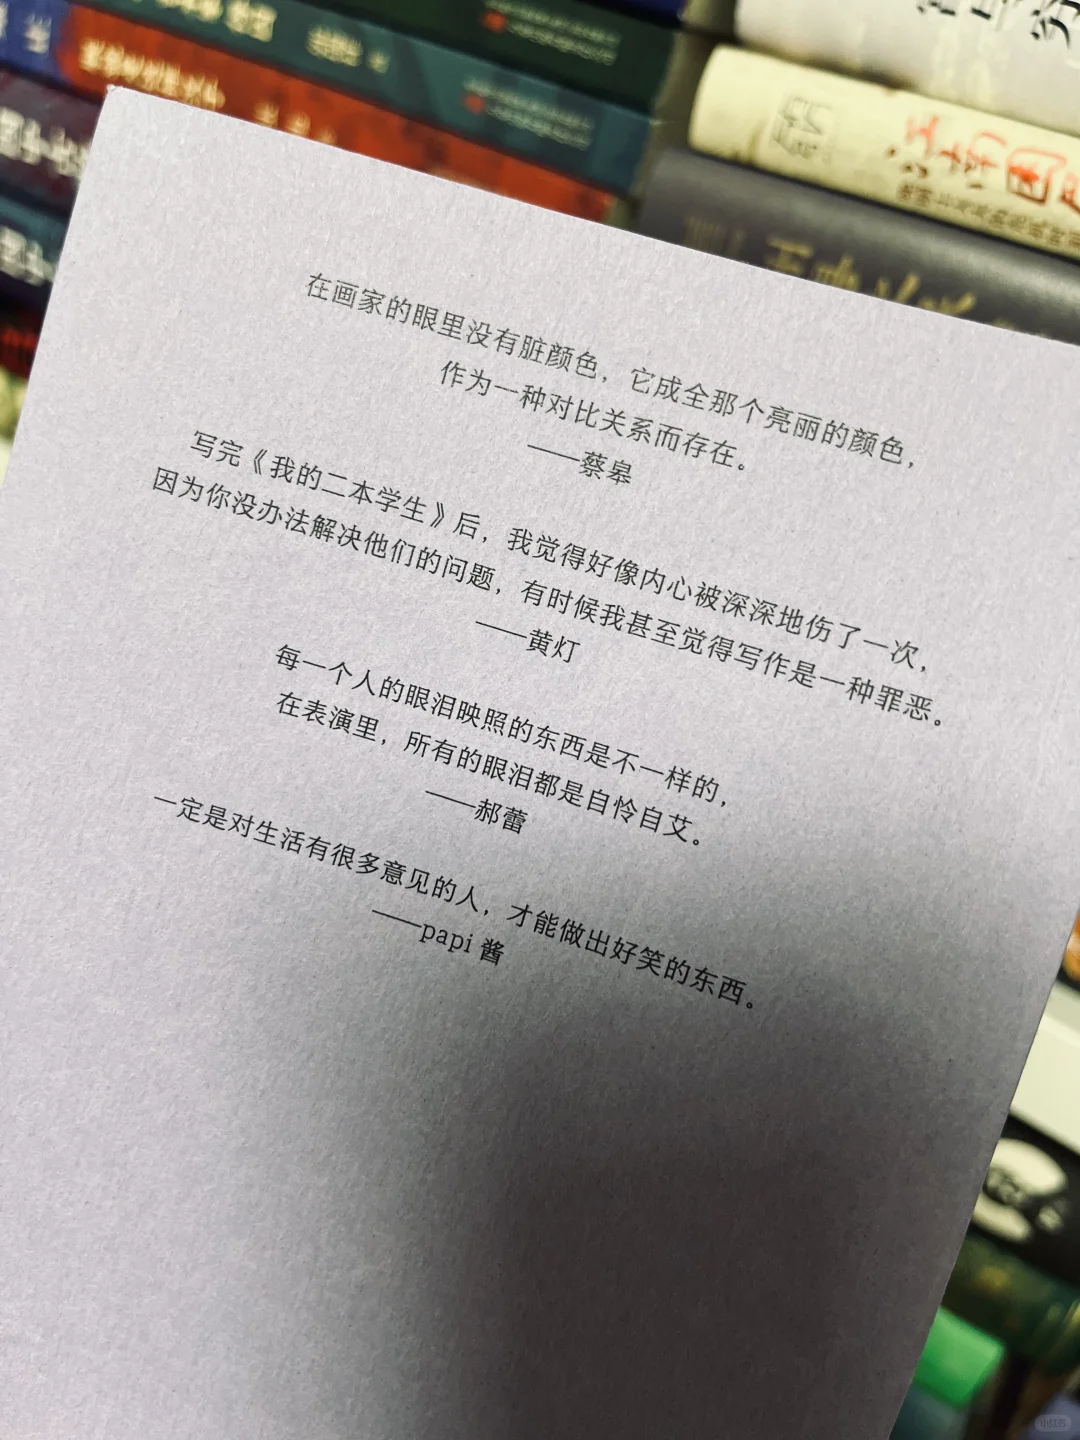 江南围
在画家的眼里没有脏颜色，它成全那个亮丽的颜色，
作为一种对比关系而存在。
——蔡皋
写完《我的二本学生》后，我觉得好像内心被深深地伤了一次，
因为你没办法解决他们的问题，有时候我甚至觉得写作是一种罪恶。
——黄灯
每一个人的眼泪映照的东西是不一样的，
在表演里，所有的眼泪都是自怜自艾。
——郝蕾
一定是对生活有很多意见的人，才能做出好笑的东西。
——papi 酱
小红书